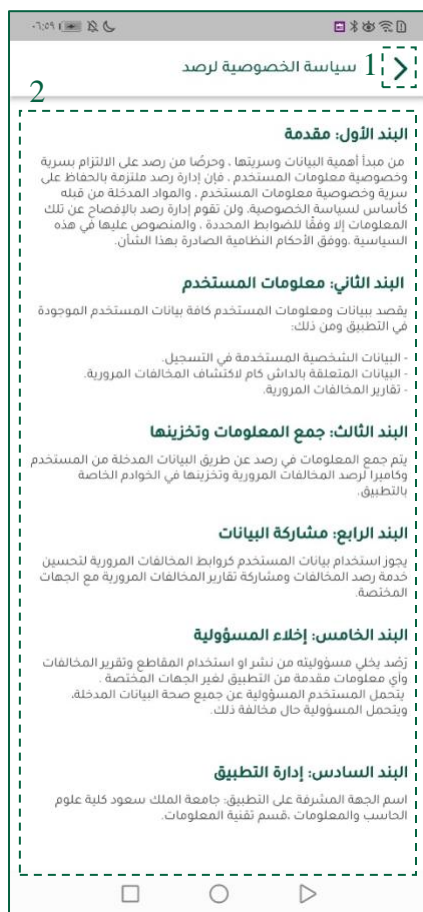 ٠٦:٥٩
سياسة الخصوصية لرصد
1
2
البند الأول: مقدمة
من مبدأ أهمية البيانات وسريتها ، وحرصًا من رصد على الالتزام بسرية
وخصوصية معلومات المستخدم ، فإن إدارة رصد ملتزمة بالحفاظ على
سرية وخصوصية معلومات المستخدم ، والمواد المدخلة من قبله
كأساس لسياسة الخصوصية. ولن تقوم إدارة رصد بالإفصاح عن تلك
المعلومات إلا وفقًا للضوابط المحددة ، والمنصوص عليها في هذه
السياسية ،ووفق الأحكام النظامية الصادرة بهذا الشأن.
البند الثاني: معلومات المستخدم
يقصد ببيانات ومعلومات المستخدم كافة بيانات المستخدم الموجودة
في التطبيق ومن ذلك:
- البيانات الشخصية المستخدمة في التسجيل.
- البيانات المتعلقة بالداش كام لاكتشاف المخالفات المرورية.
- تقارير المخالفات المرورية.
البند الثالث: جمع المعلومات وتخزينها
يتم جمع المعلومات في رصد عن طريق البيانات المدخلة من المستخدم
وكاميرا لرصد المخالفات المرورية وتخزينها في الخوادم الخاصة
بالتطبيق.
البند الرابع: مشاركة البيانات
يجوز استخدام بيانات المستخدم كروابط المخالفات المرورية لتحسين
خدمة رصد المخالفات ومشاركة تقارير المخالفات المرورية مع الجهات
المختصة.
البند الخامس: إخلاء المسؤولية
رَصْد يخلي مسؤوليته من نشر او استخدام المقاطع وتقرير المخالفات
وأي معلومات مقدمة من التطبيق لغير الجهات المختصة .
يتحمل المستخدم المسؤولية عن جميع صحة البيانات المدخلة،
ويتحمل المسؤولية حال مخالفة ذلك.
البند السادس: إدارة التطبيق
اسم الجهة المشرفة على التطبيق: جامعة الملك سعود كلية علوم
الحاسب والمعلومات ،قسم تقنية المعلومات.